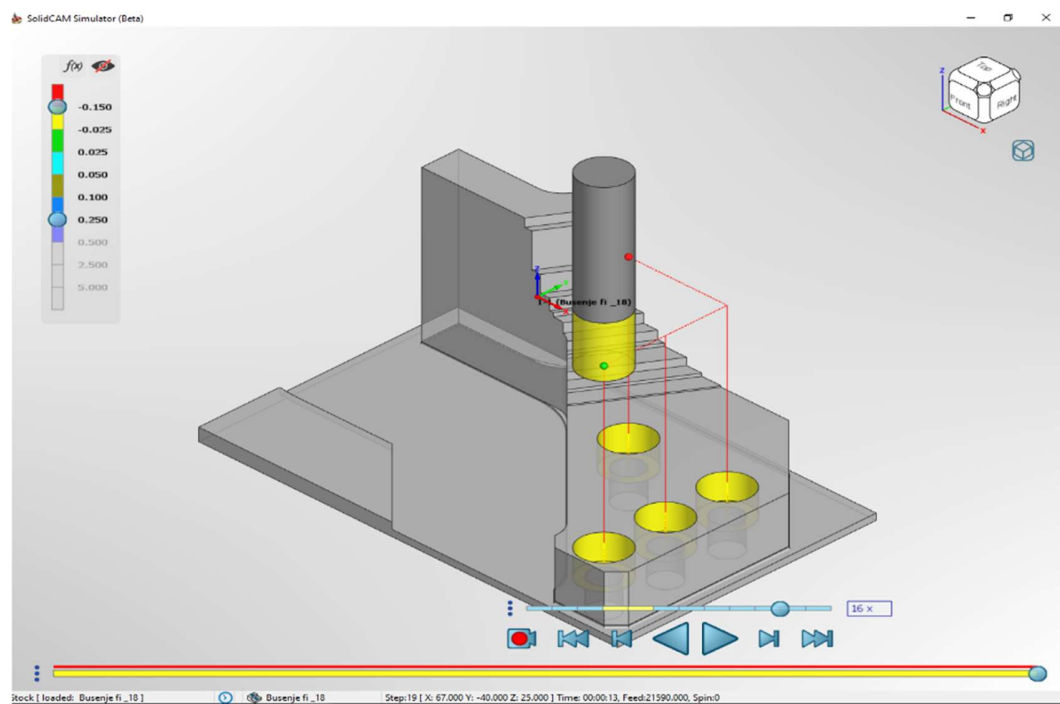 SolidCAM Simulator (Beta)
f(x)
-0.150
-0.025
0.025
0.050
0.100
0.250
0.500
2.500
5.000
Top
Front
Right
z
x
(Busenje fi _18)
16 x
Stock [ loaded: Busenje fi _18 ]
Busenje fi _18
Step:19 [ X: 67.000 Y: -40.000 Z: 25.000 ] Time: 00:00:13, Feed:21590.000, Spin:0